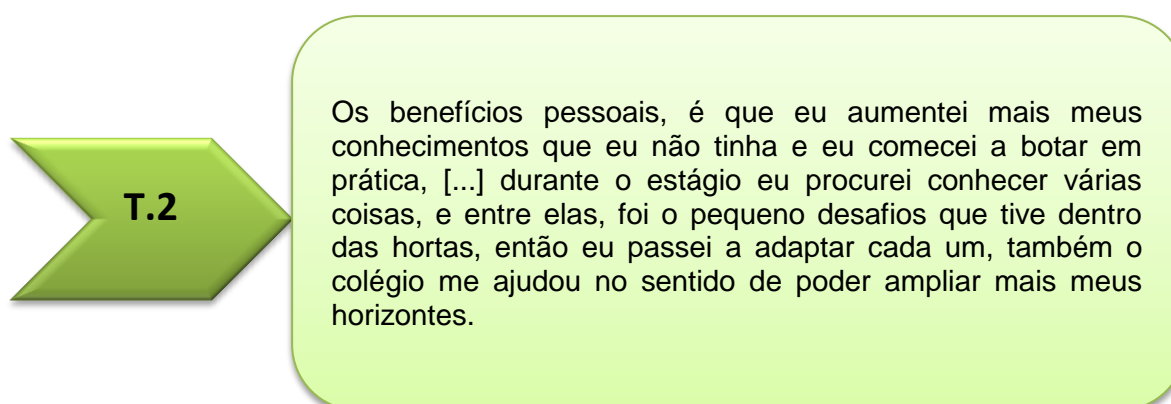 T.2
Os benefícios pessoais, é que eu aumentei mais meus
conhecimentos que eu não tinha e eu comecei a botar em
prática, [...] durante o estágio eu procurei conhecer várias
coisas, e entre elas, foi o pequeno desafios que tive dentro
das hortas, então eu passei a adaptar cada um, também o
colégio me ajudou no sentido de poder ampliar mais meus
horizontes.